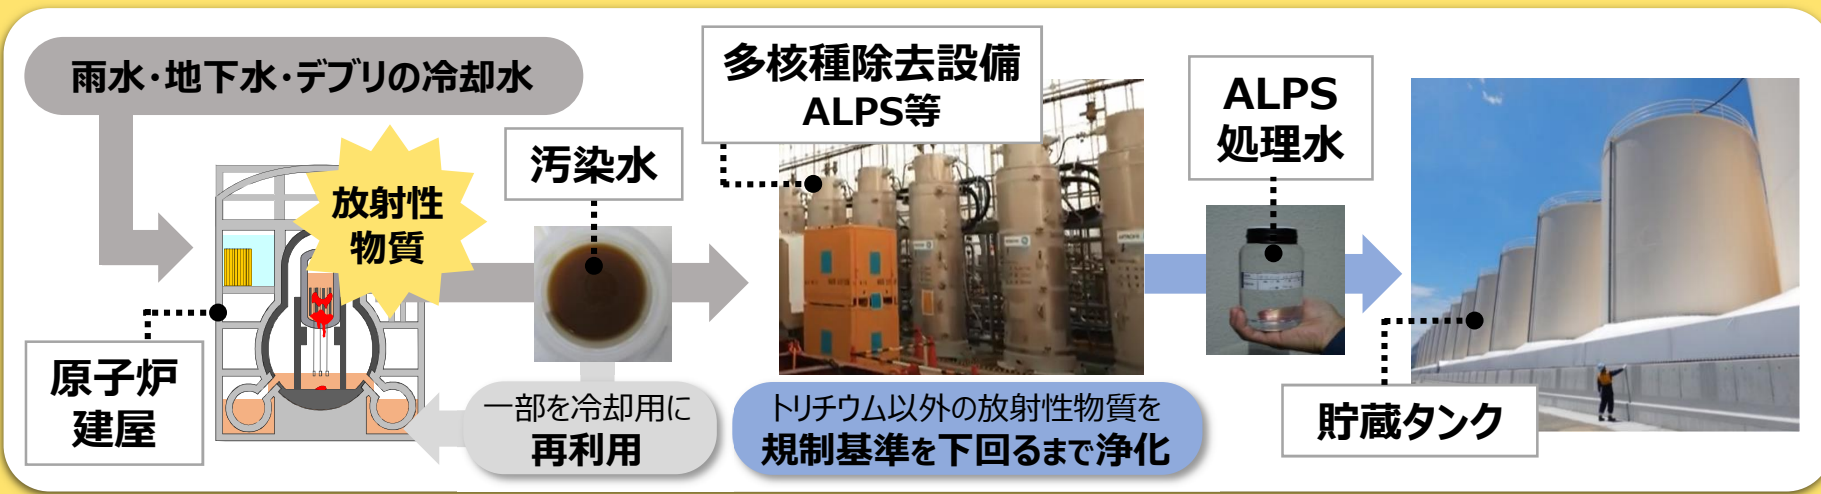 雨水・地下水・デブリの冷却水
放射性
物質
原子炉
建屋
汚染水
一部を冷却用に
再利用
多核種除去設備
ALPS等
トリチウム以外の放射性物質を
規制基準を下回るまで浄化
ALPS
処理水
貯蔵タンク